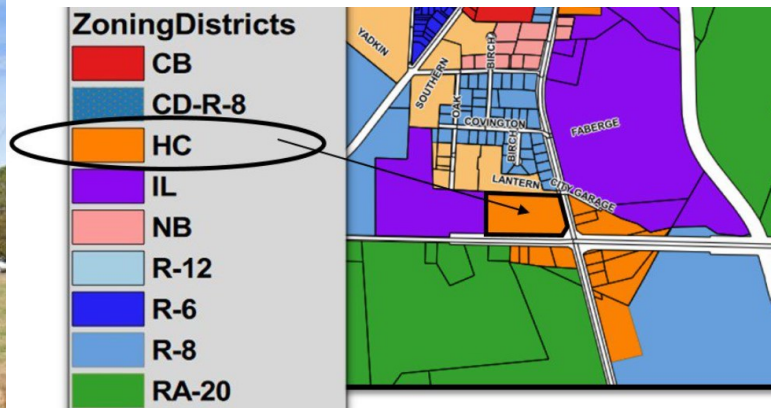 ZoningDistricts
CB
CD-R-8
HC
IL
NB
R-12
R-6
R-8
RA-20
YADKIN
SOUTHERN
OAK
BIRCH
COVINGTON
BIRCH
FABERGE
LANTERN
CITY GARAGE